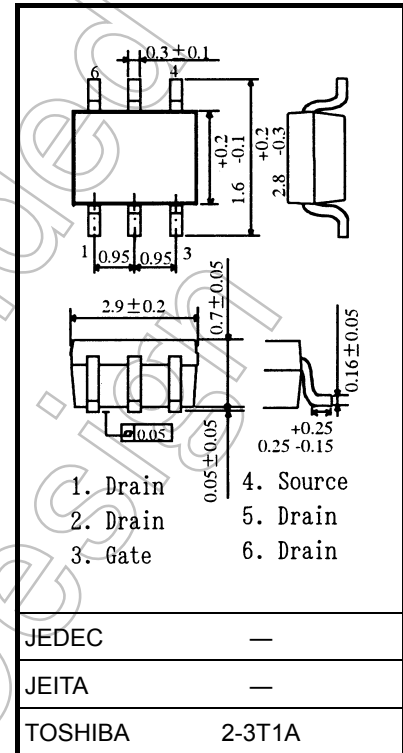 0.3±0.1
6 4
+0.2
1.6 -0.1
+0.2
2.8 -0.3
1 0.95 0.95 3
2.9±0.2
0.7±0.05
0.16±0.05
0.05
0.05±0.05
+0.25
0.25 -0.15
1. Drain
2. Drain
3. Gate
4. Source
5. Drain
6. Drain
JEDEC —
JEITA —
TOSHIBA 2-3T1A